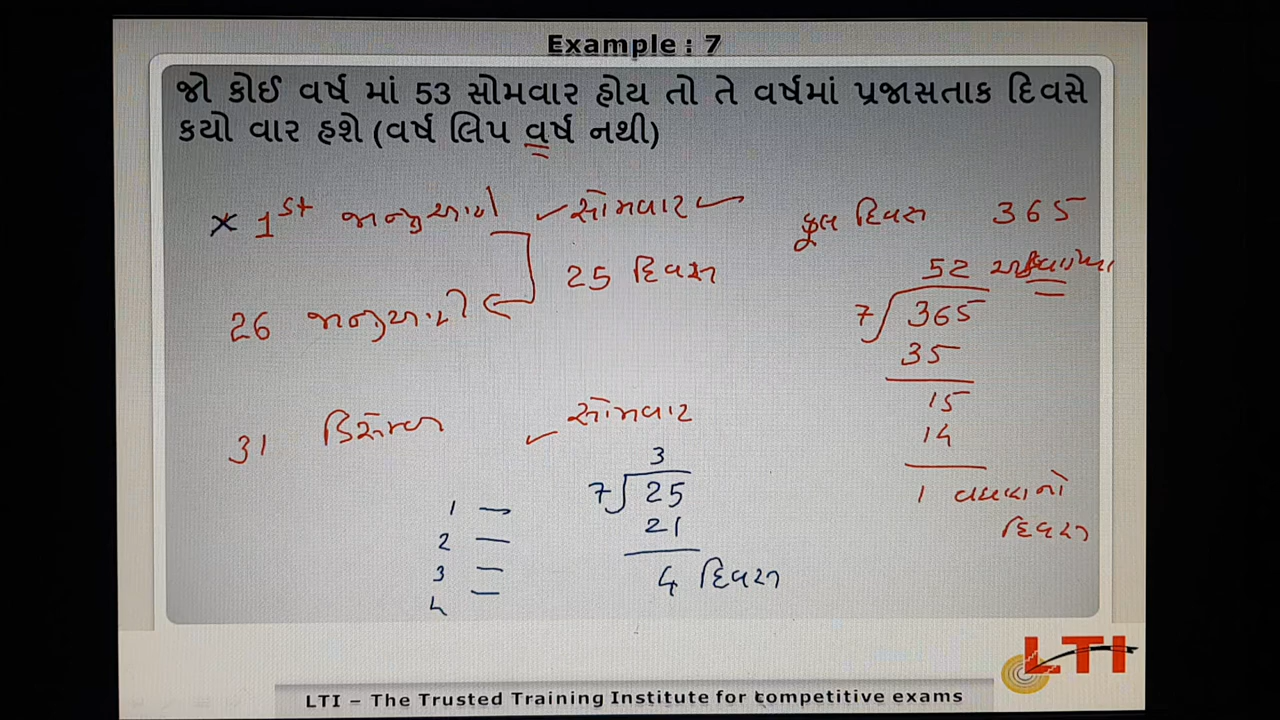 Example : 7
જો કોઈ વર્ષ માં 53 સોમવાર હોય તો તે વર્ષમાં પ્રજાસતાક દિવસે
કયો વાર હશે (વર્ષ લિપ વર્ષ નથી)
* 1st જાન્યુઆરી ✓ સોમવાર
25 દિવસ
26 જાન્યુઆરી
31 ડિસેમ્બર ✓ સોમવાર
3
7 25
21
4 દિવસ
1 —
2 —
3 —
4 —
કુલ દિવસ 365
52 અઠવાડિયા
7 365
35
15
14
1 વધારાનો
દિવસ
LTI
LTI – The Trusted Training Institute for competitive exams